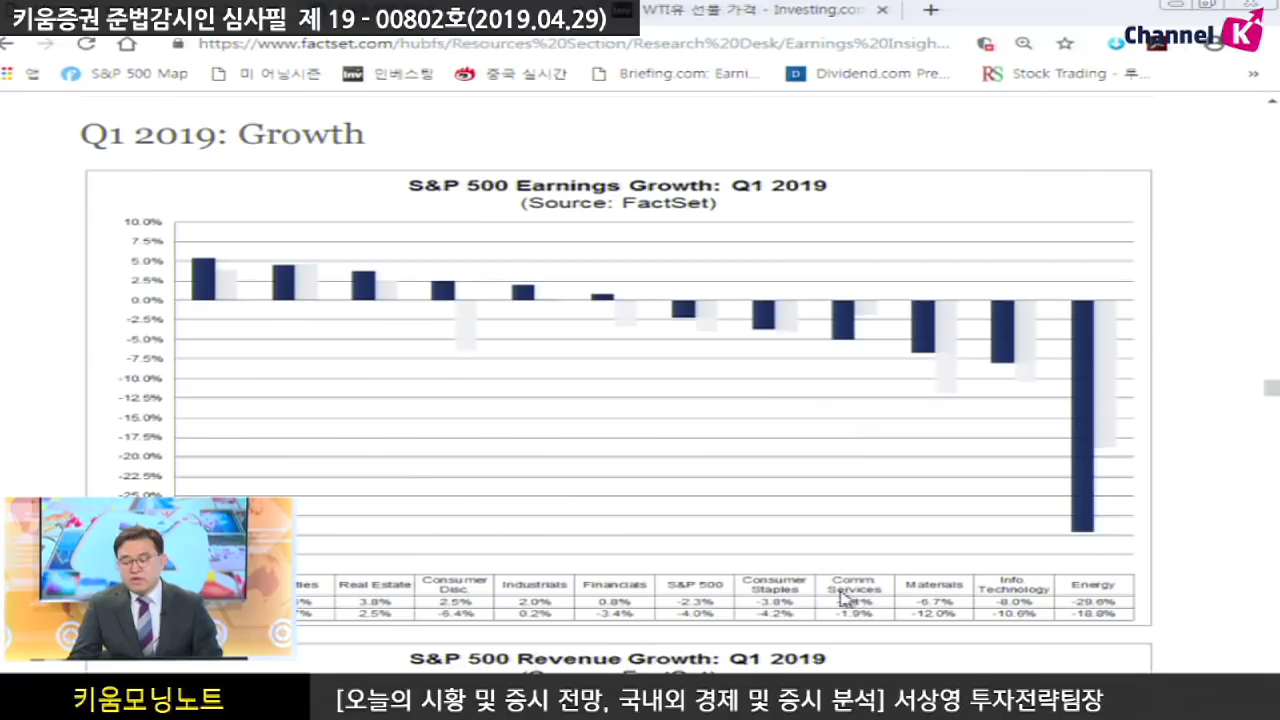 키움증권 준법감시인 심사필 제 19 - 00802호(2019.04.29)
WTI유 선물 가격 - Investing.com
Channel K
https://www.factset.com/hubfs/Resources%20Section/Research%20Desk/Earnings%20Insigh...
앱 S&P 500 Map 미 어닝시즌 Inv 인베스팅 중국 실시간 Briefing.com: Earni... D Dividend.com Pre... RS Stock Trading - 투...
Q1 2019: Growth
S&P 500 Earnings Growth: Q1 2019
(Source: FactSet)
10.0%
7.5%
5.0%
2.5%
0.0%
-2.5%
-5.0%
-7.5%
-10.0%
-12.5%
-15.0%
-17.5%
-20.0%
-22.5%
-25.0%
Real Estate Consumer Disc. Industrials Financials S&P 500 Consumer Staples Comm. Services Materials Info. Technology Energy
3.8% 2.5% 2.0% 0.8% -2.3% -3.8% -6.7% -8.0% -29.6%
2.5% -6.4% 0.2% -3.4% -4.0% -4.2% 1.9% -12.0% -10.6% -18.8%
S&P 500 Revenue Growth: Q1 2019
키움모닝노트
[오늘의 시황 및 증시 전망, 국내외 경제 및 증시 분석] 서상영 투자전략팀장